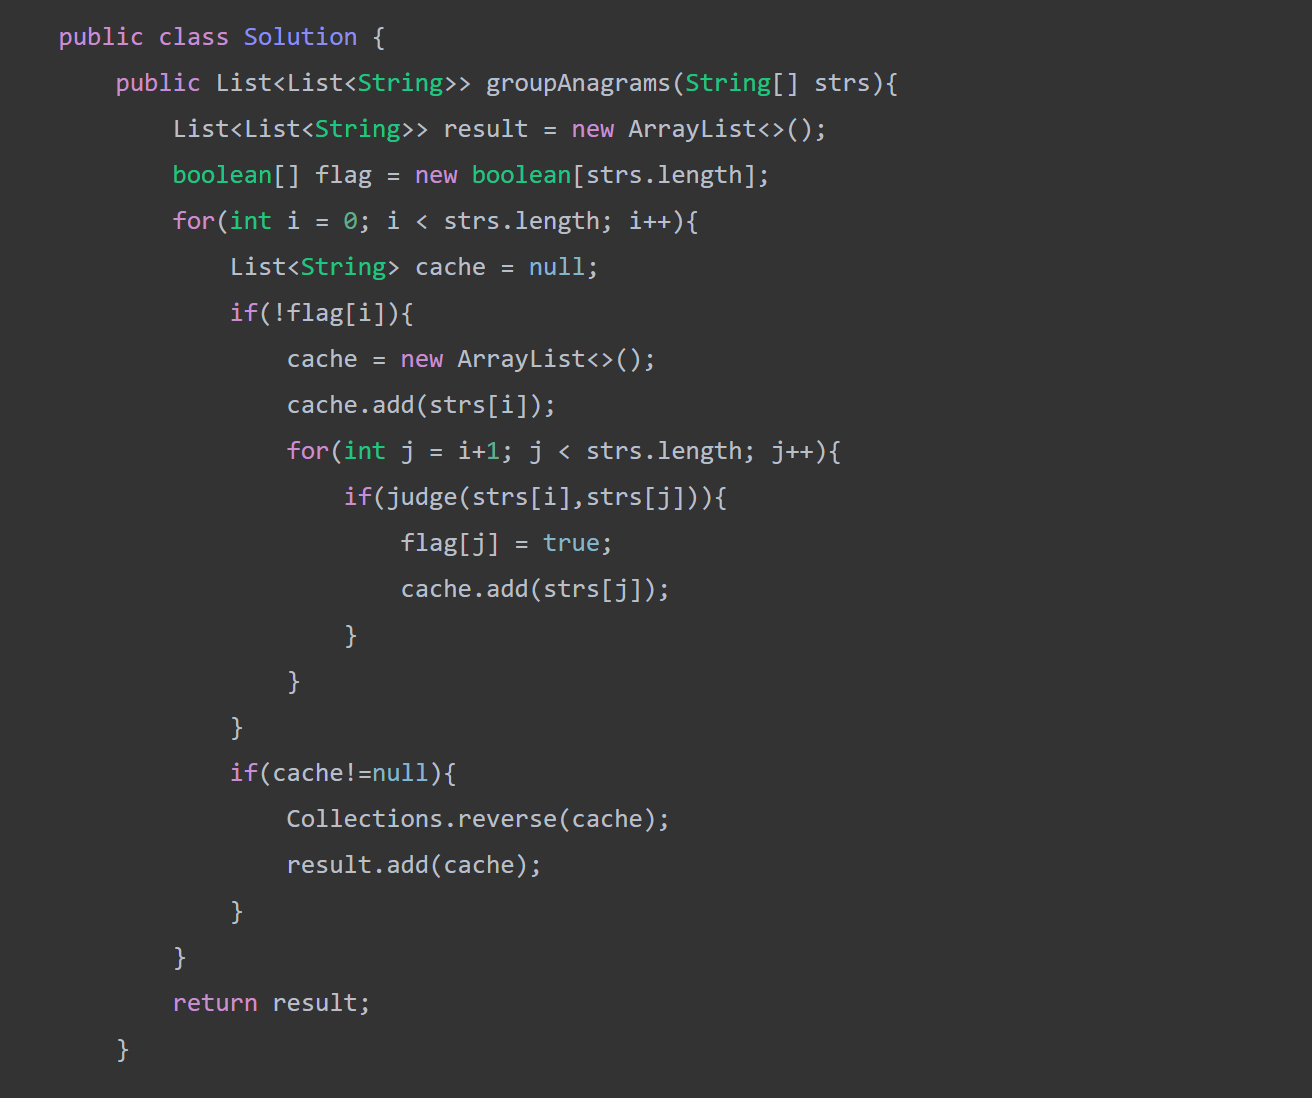 public class Solution {
    public List<List<String>> groupAnagrams(String[] strs){
        List<List<String>> result = new ArrayList<>();
        boolean[] flag = new boolean[strs.length];
        for(int i = 0; i < strs.length; i++){
            List<String> cache = null;
            if(!flag[i]){
                cache = new ArrayList<>();
                cache.add(strs[i]);
                for(int j = i+1; j < strs.length; j++){
                    if(judge(strs[i],strs[j])){
                        flag[j] = true;
                        cache.add(strs[j]);
                    }
                }
            }
            if(cache!=null){
                Collections.reverse(cache);
                result.add(cache);
            }
        }
        return result;
    }